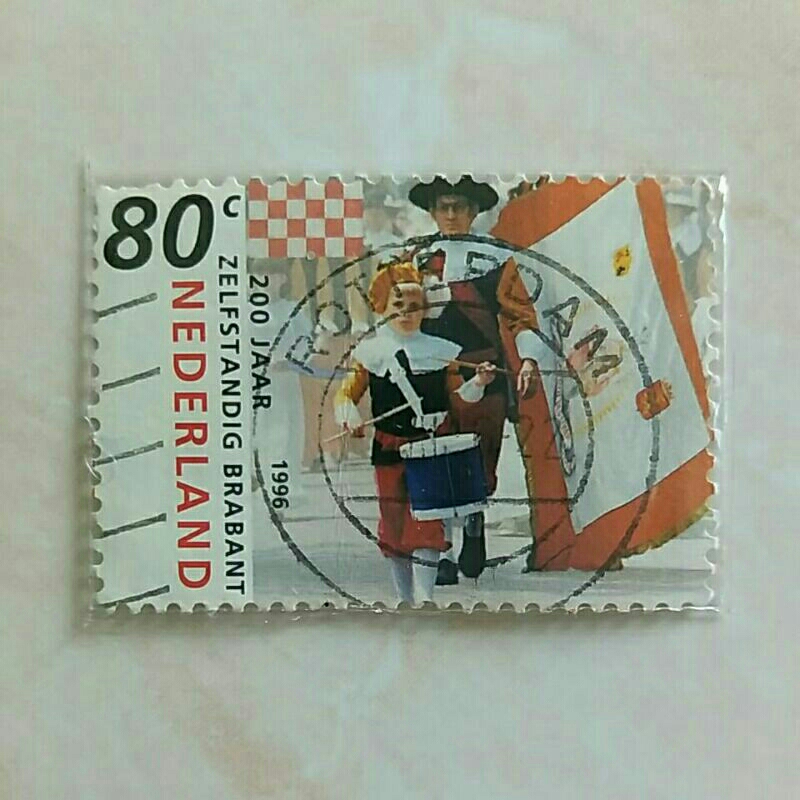 80c
200 JAAR
ZELFSTANDIG BRABANT
NEDERLAND
1996
ROTTERDAM